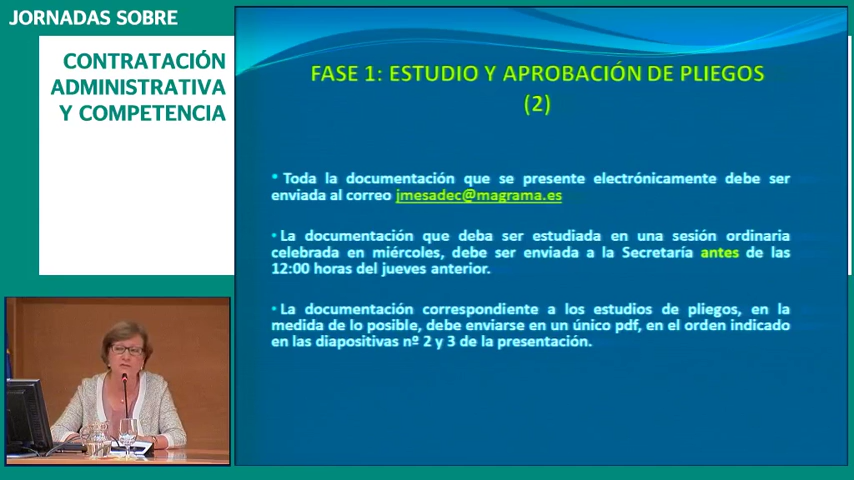 JORNADAS SOBRE
CONTRATACIÓN
ADMINISTRATIVA
Y COMPETENCIA
FASE 1: ESTUDIO Y APROBACIÓN DE PLIEGOS
(2)
• Toda la documentación que se presente electrónicamente debe ser
enviada al correo jmesadec@magrama.es
• La documentación que deba ser estudiada en una sesión ordinaria
celebrada en miércoles, debe ser enviada a la Secretaría antes de las
12:00 horas del jueves anterior.
• La documentación correspondiente a los estudios de pliegos, en la
medida de lo posible, debe enviarse en un único pdf, en el orden indicado
en las diapositivas nº 2 y 3 de la presentación.